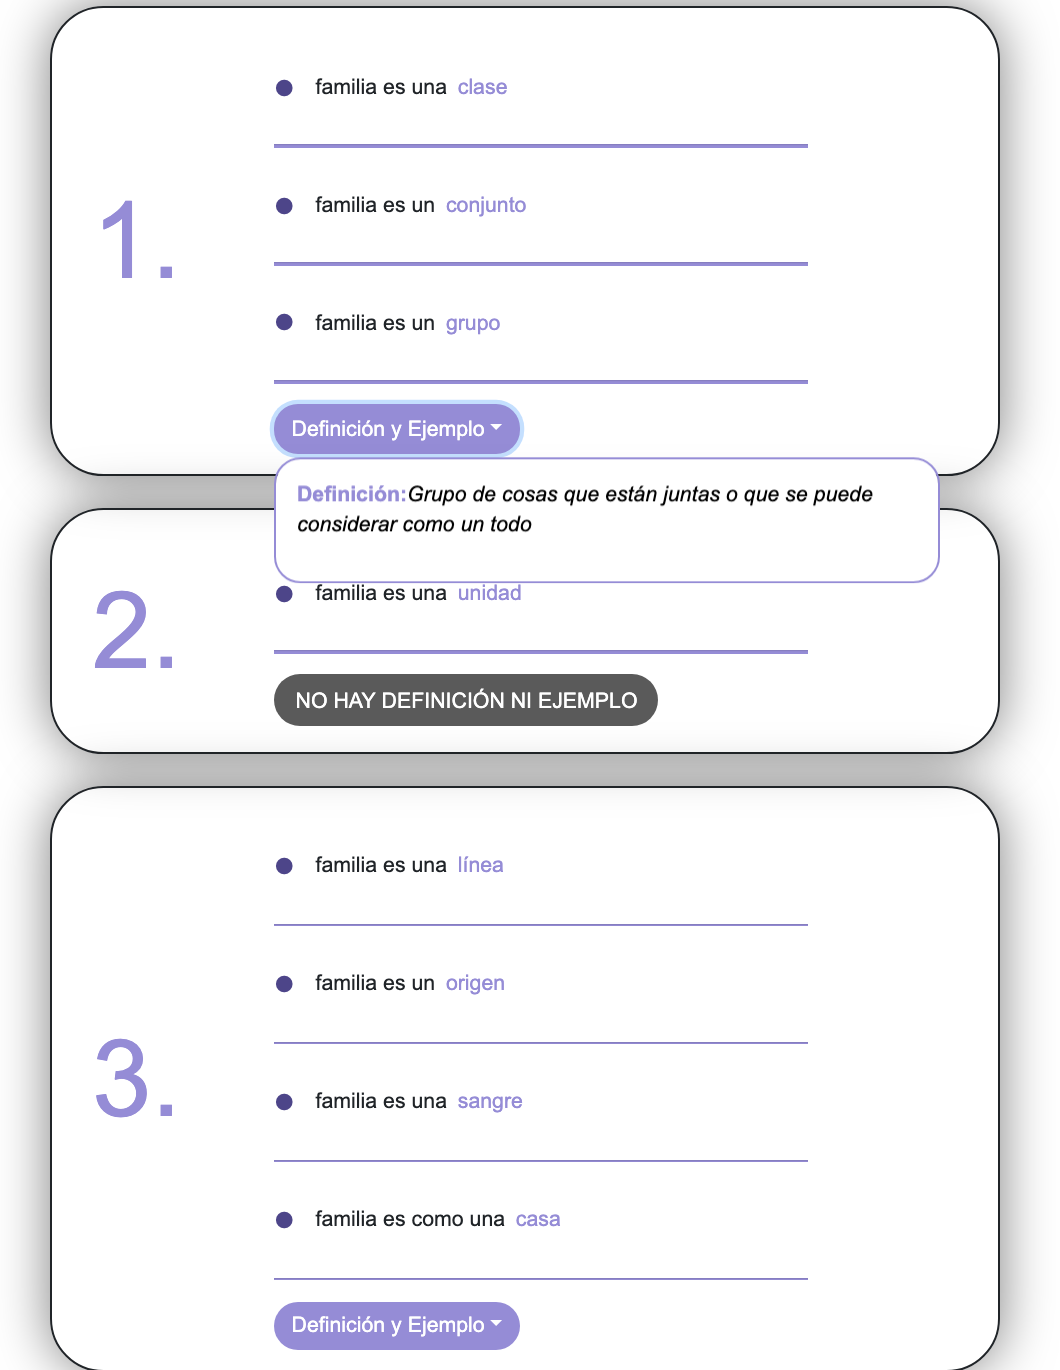 1.
familia es una clase
familia es un conjunto
familia es un grupo
Definición y Ejemplo
Definición:Grupo de cosas que están juntas o que se puede
considerar como un todo
2.
familia es una unidad
NO HAY DEFINICIÓN NI EJEMPLO
3.
familia es una línea
familia es un origen
familia es una sangre
familia es como una casa
Definición y Ejemplo